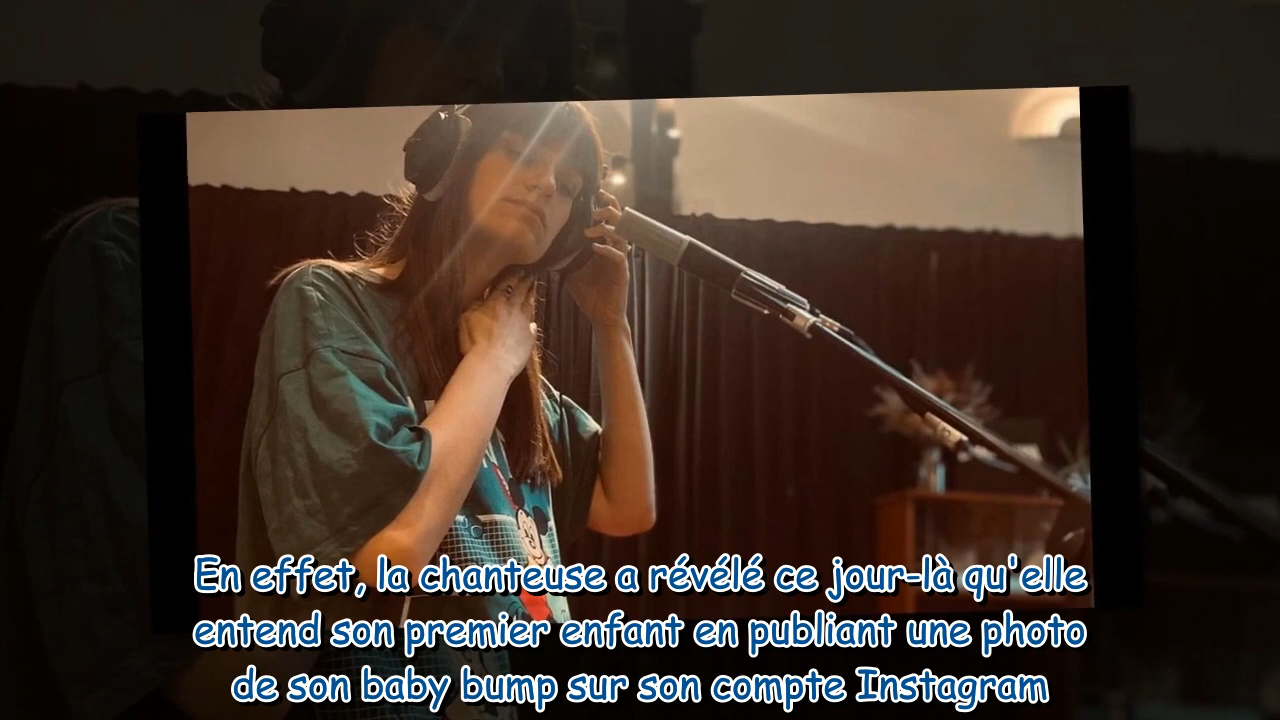 En effet, la chanteuse a révélé ce jour-là qu'elle
entend son premier enfant en publiant une photo
de son baby bump sur son compte Instagram